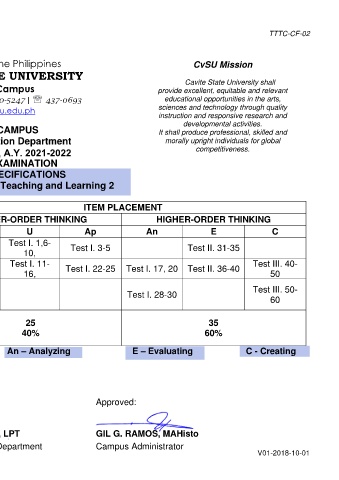 TTTC-CF-02
he Philippines
E UNIVERSITY
Campus
0-5247 | ☏ 437-0693
u.edu.ph
CvSU Mission
Cavite State University shall
provide excellent, equitable and relevant
educational opportunities in the arts,
sciences and technology through quality
instruction and responsive research and
developmental activities.
It shall produce professional, skilled and
morally upright individuals for global
competitiveness.
CAMPUS
ion Department
, A.Y. 2021-2022
XAMINATION
ECIFICATIONS
Teaching and Learning 2
ITEM PLACEMENT
R-ORDER THINKING HIGHER-ORDER THINKING
U Ap An E C
Test I. 1,6-
10, Test I. 3-5 Test II. 31-35
Test I. 11-
16, Test I. 22-25 Test I. 17, 20 Test II. 36-40 Test III. 40-
50
Test I. 28-30 Test III. 50-
60
25 35
40% 60%
An – Analyzing E – Evaluating C - Creating
Approved:
, LPT GIL G. RAMOS, MAHisto
Department Campus Administrator
V01-2018-10-01